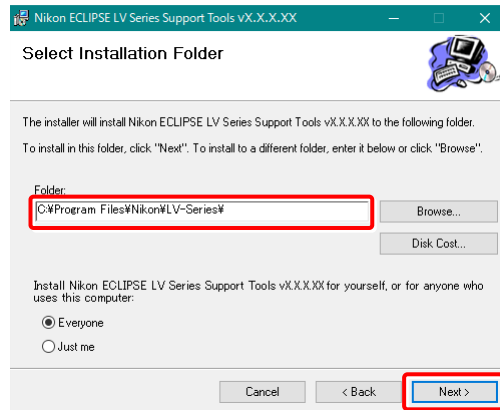 Nikon ECLIPSE LV Series Support Tools vX.X.X.XX
Select Installation Folder
The installer will install Nikon ECLIPSE LV Series Support Tools vX.X.X.XX to the following folder.
To install in this folder, click "Next". To install to a different folder, enter it below or click "Browse".
Folder:
C:¥Program Files¥Nikon¥LV-Series¥
Browse...
Disk Cost...
Install Nikon ECLIPSE LV Series Support Tools vX.X.X.XX for yourself, or for anyone who
uses this computer:
Everyone
Just me
Cancel
< Back
Next >